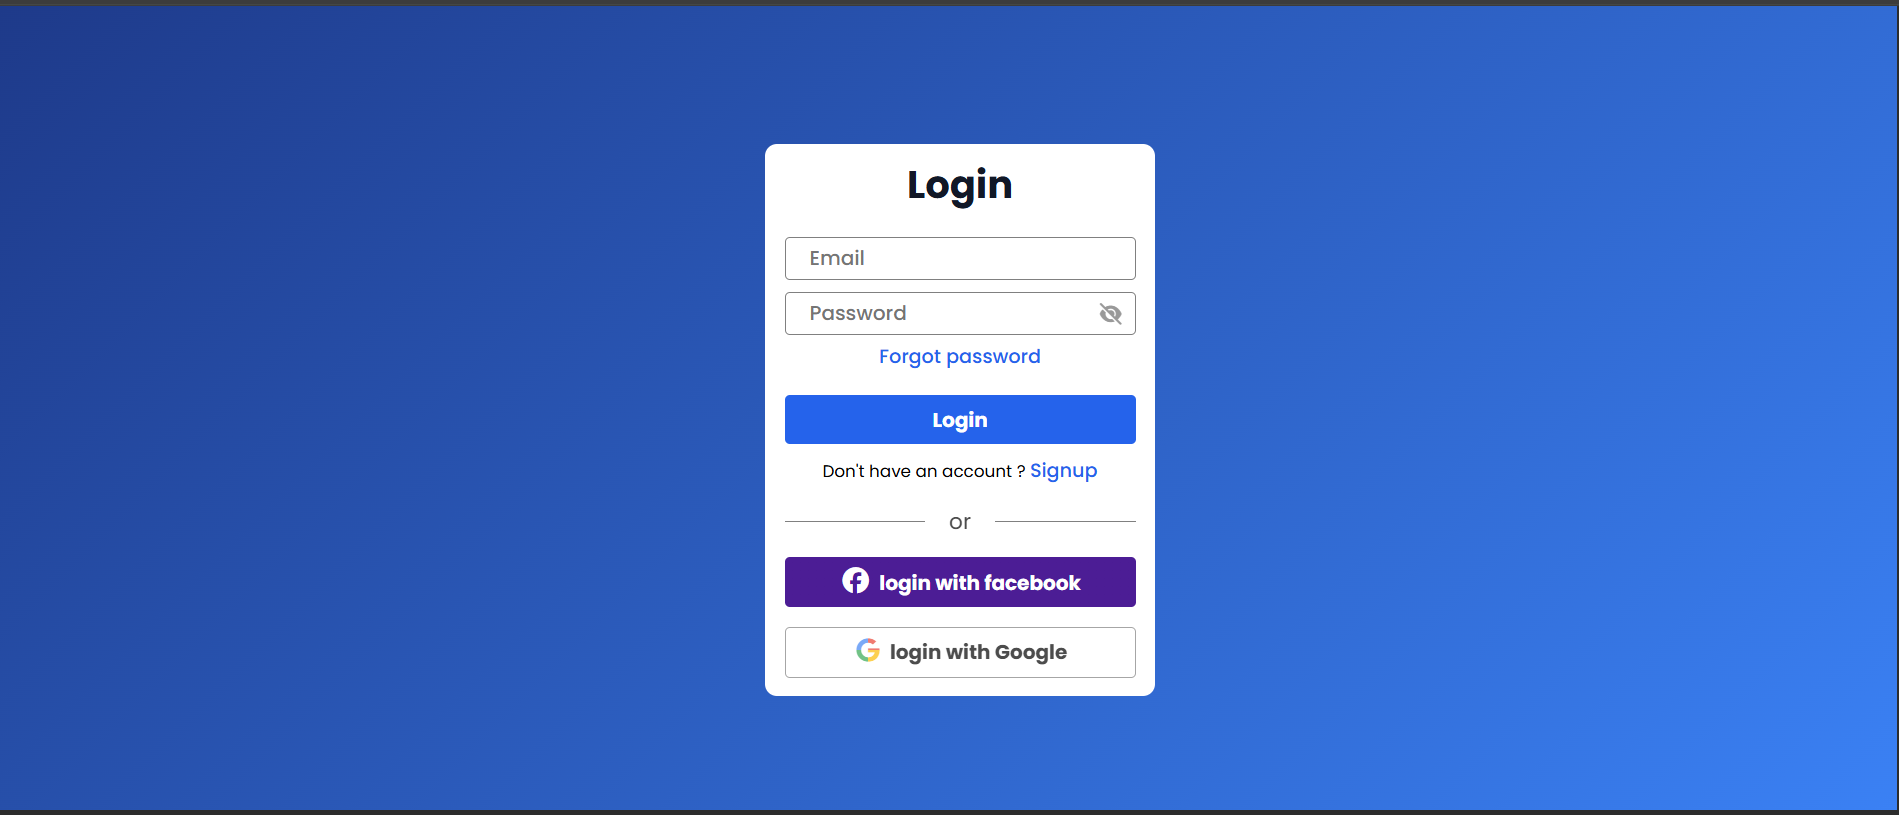 Login
Email
Password
Forgot password
Login
Don't have an account ? Signup
or
login with facebook
login with Google